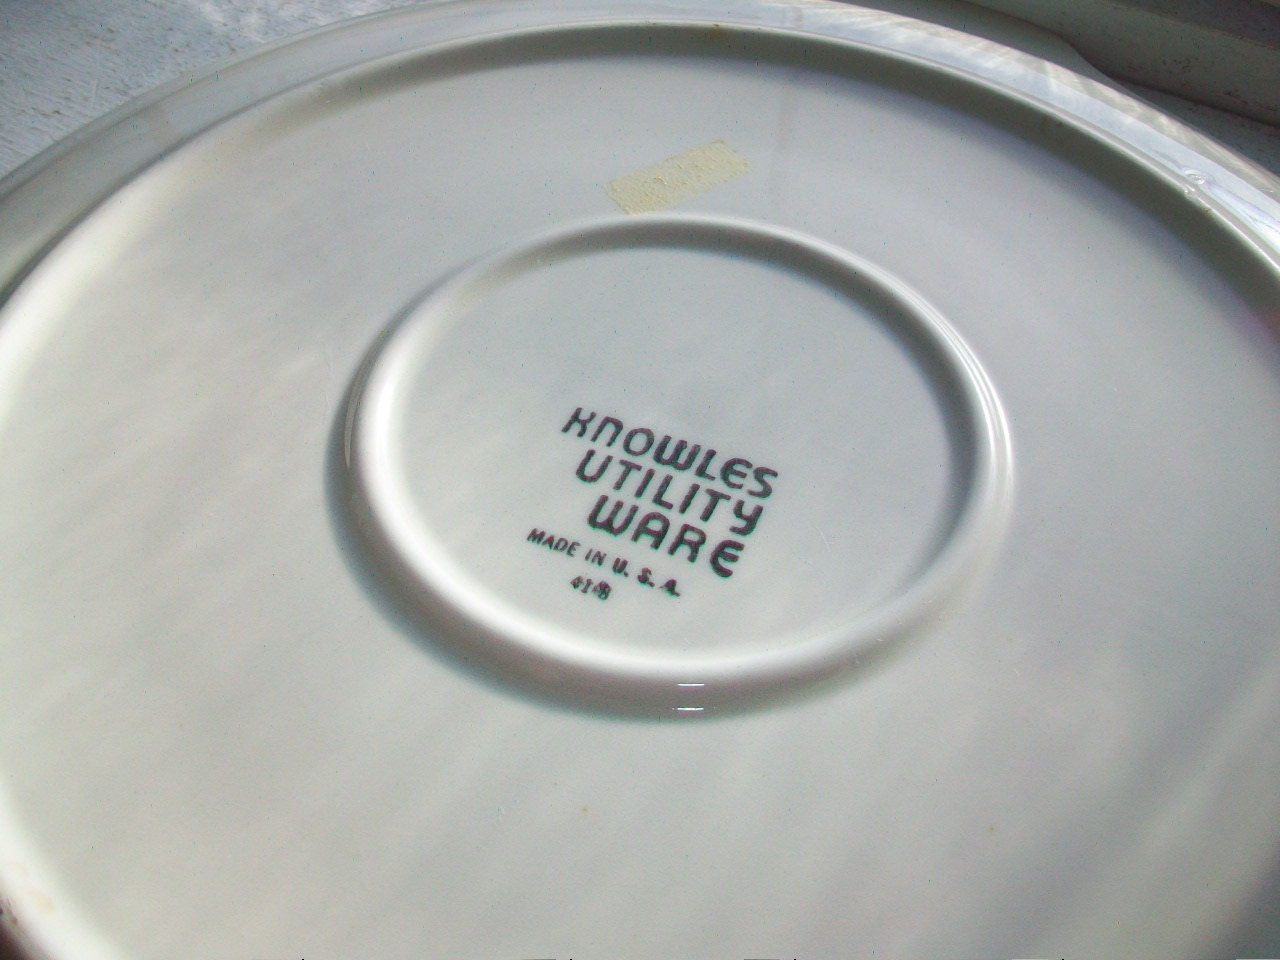 KNOWLES
UTILITY
WARE
MADE IN U. S. A.